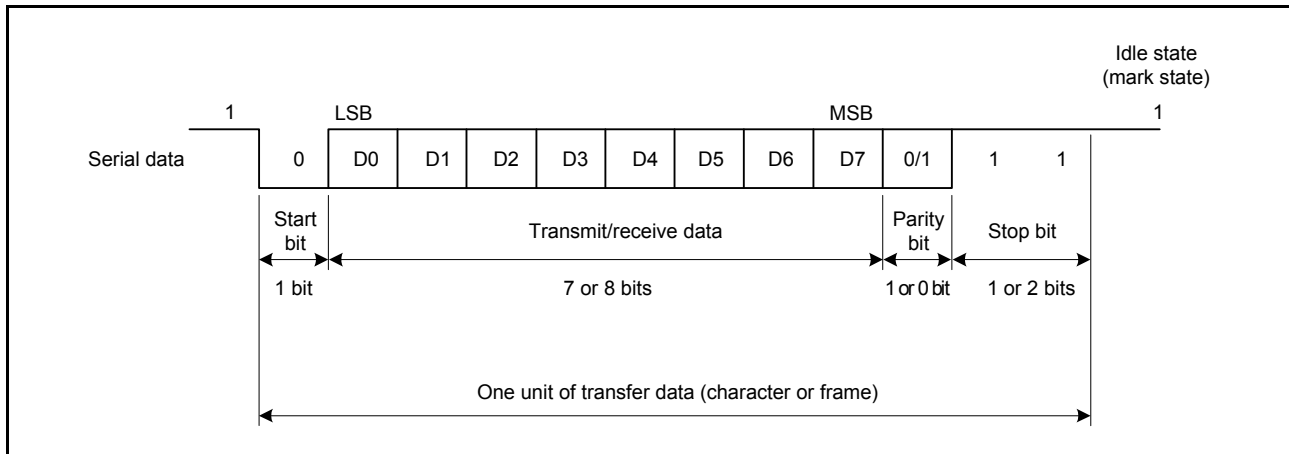 Idle state
(mark state)
1 LSB MSB 1
Serial data 0 D0 D1 D2 D3 D4 D5 D6 D7 0/1 1 1
Start bit
Transmit/receive data
Parity bit
Stop bit
1 bit 7 or 8 bits 1 or 0 bit 1 or 2 bits
One unit of transfer data (character or frame)